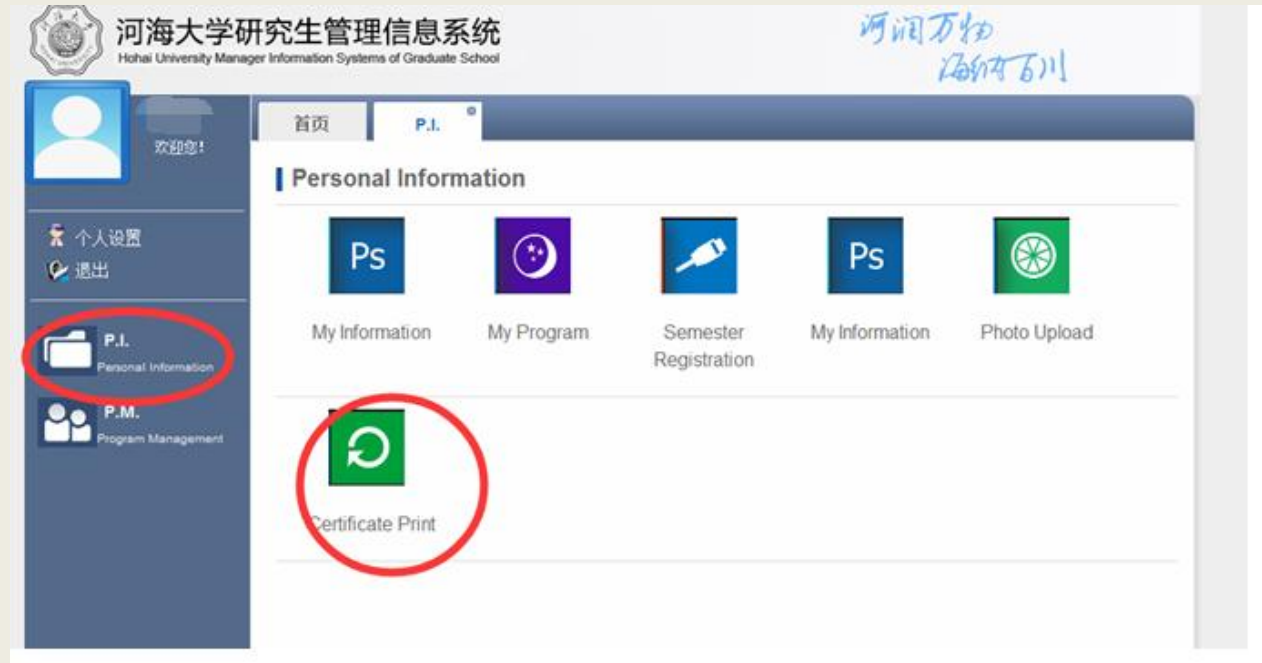 河海大学研究生管理信息系统
Hohai University Manager Information Systems of Graduate School
河润万物
海纳百川
欢迎您!
首页
P.I.
Personal Information
个人设置
退出
P.I.
Personal Information
P.M.
Program Management
Ps
Ps
My Information
My Program
Semester
Registration
My Information
Photo Upload
Certificate Print